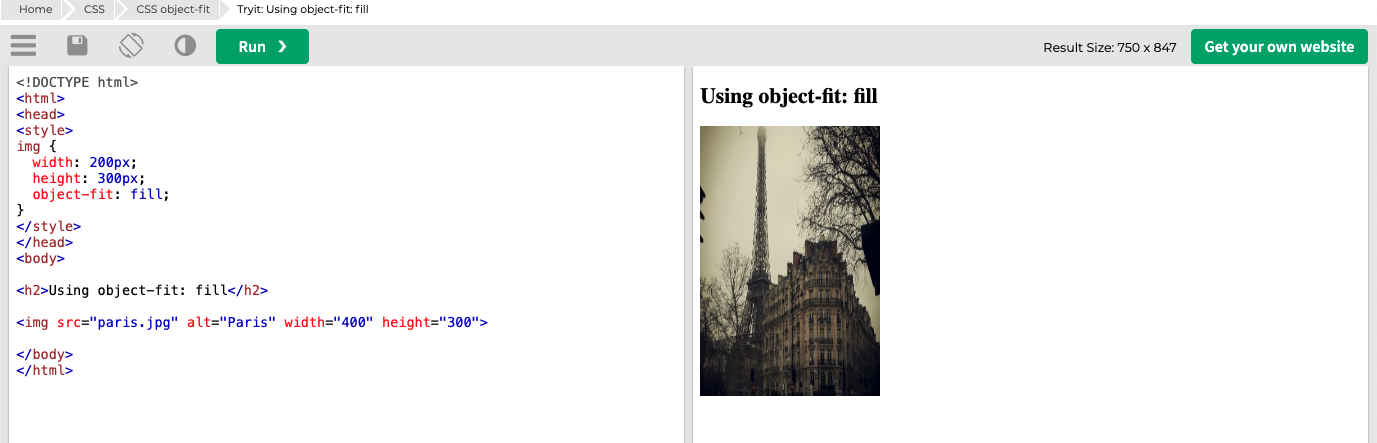 Home CSS CSS object-fit Tryit: Using object-fit: fill
Run ❯ Result Size: 750 x 847 Get your own website
<!DOCTYPE html>
<html>
<head>
<style>
img {
  width: 200px;
  height: 300px;
  object-fit: fill;
}
</style>
</head>
<body>
<h2>Using object-fit: fill</h2>
<img src="paris.jpg" alt="Paris" width="400" height="300">
</body>
</html>
Using object-fit: fill